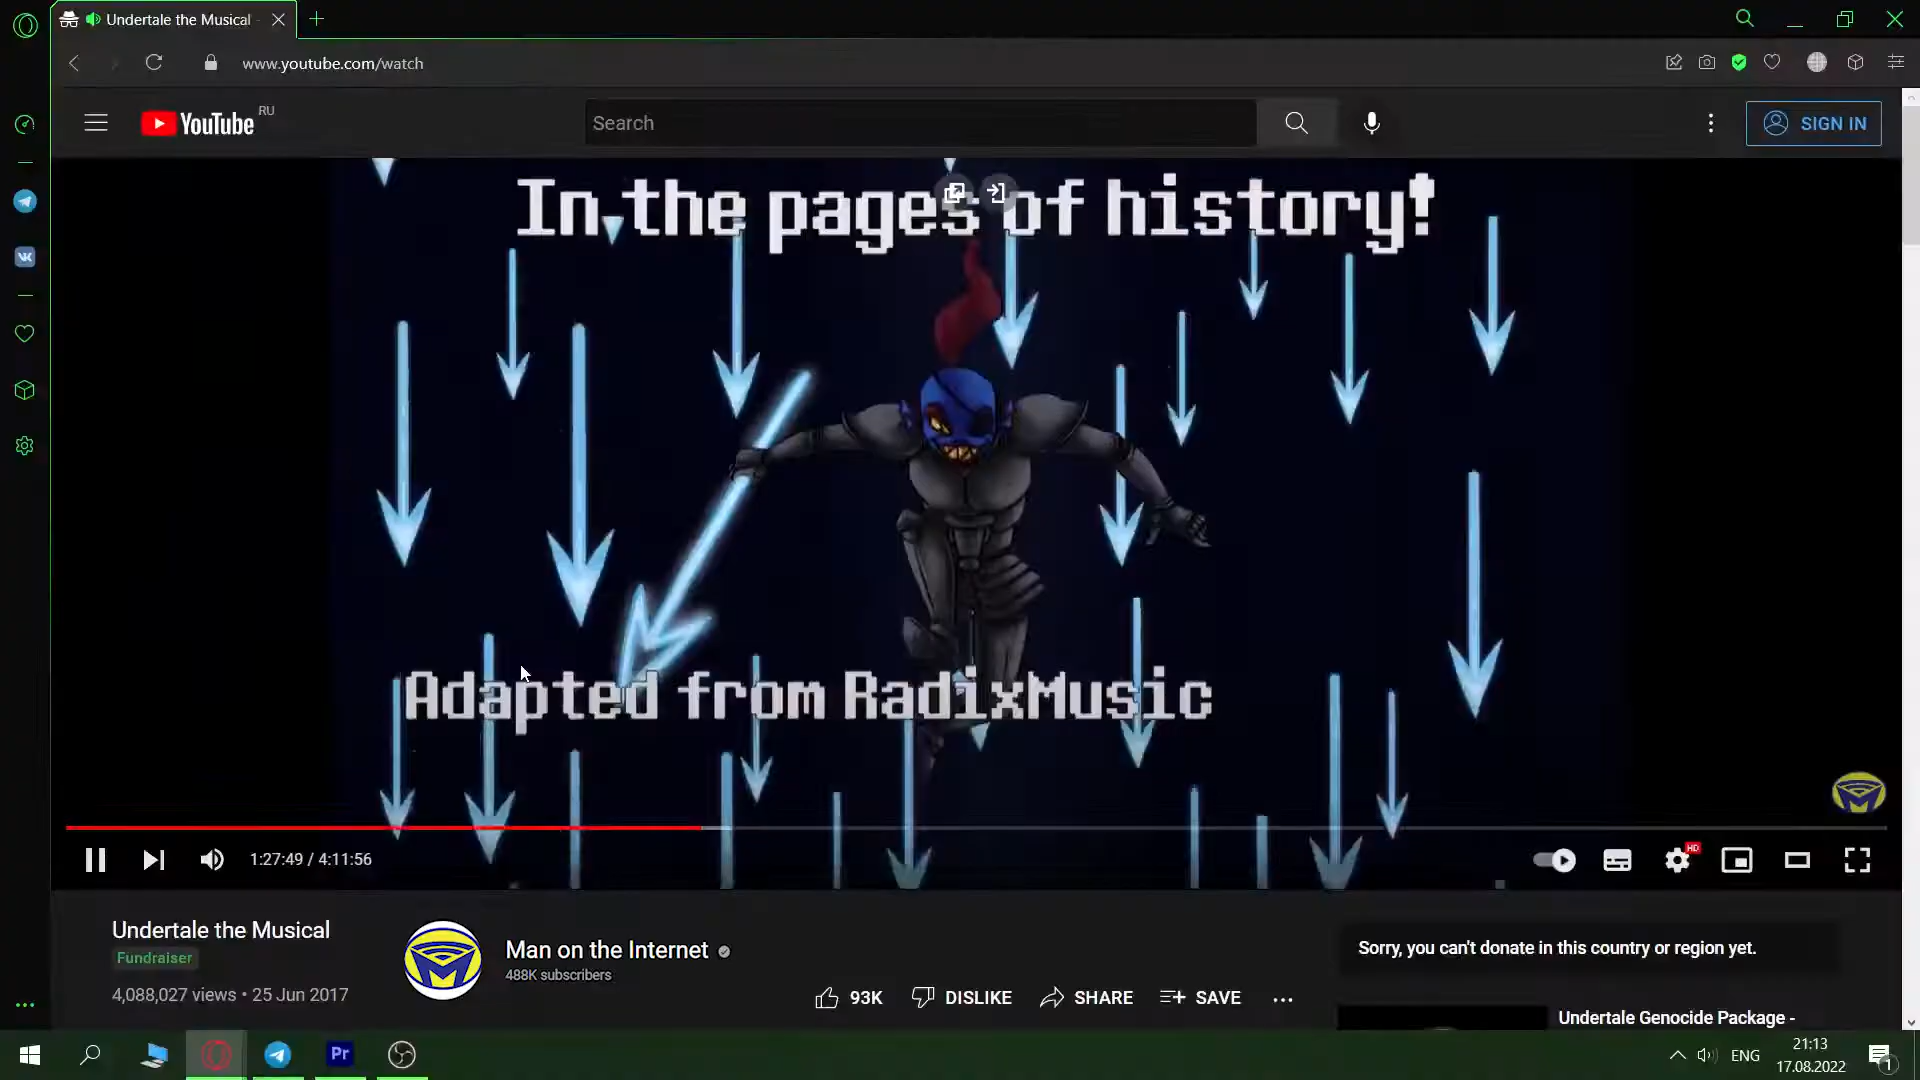 Undertale the Musical -
www.youtube.com/watch
YouTube RU
Search
SIGN IN
In the pages of history!
Adapted from RadixMusic
1:27:49 / 4:11:56
HD
Undertale the Musical
Fundraiser
4,088,027 views • 25 Jun 2017
Man on the Internet
488K subscribers
93K
DISLIKE
SHARE
SAVE
Sorry, you can't donate in this country or region yet.
Undertale Genocide Package -
Pr
ENG
21:13
17.08.2022
1